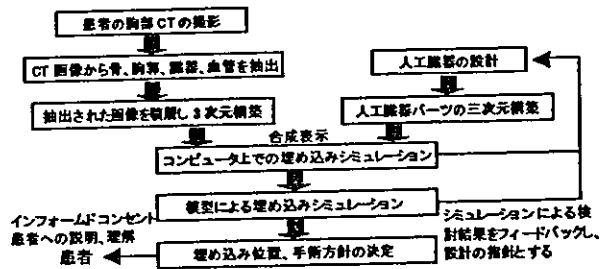 患者の胸部CTの撮影
CT画像から骨、胸郭、臓器、血管を抽出
人工臓器の設計
抽出された画像を積層し3次元構築
人工臓器パーツの三次元構築
合成表示
コンピュータ上での埋め込みシミュレーション
模型による埋め込みシミュレーション
インフォームドコンセント
患者への説明、理解
患者
シミュレーションによる検
討結果をフィードバックし、
設計の指針とする
埋め込み位置、手術方針の決定